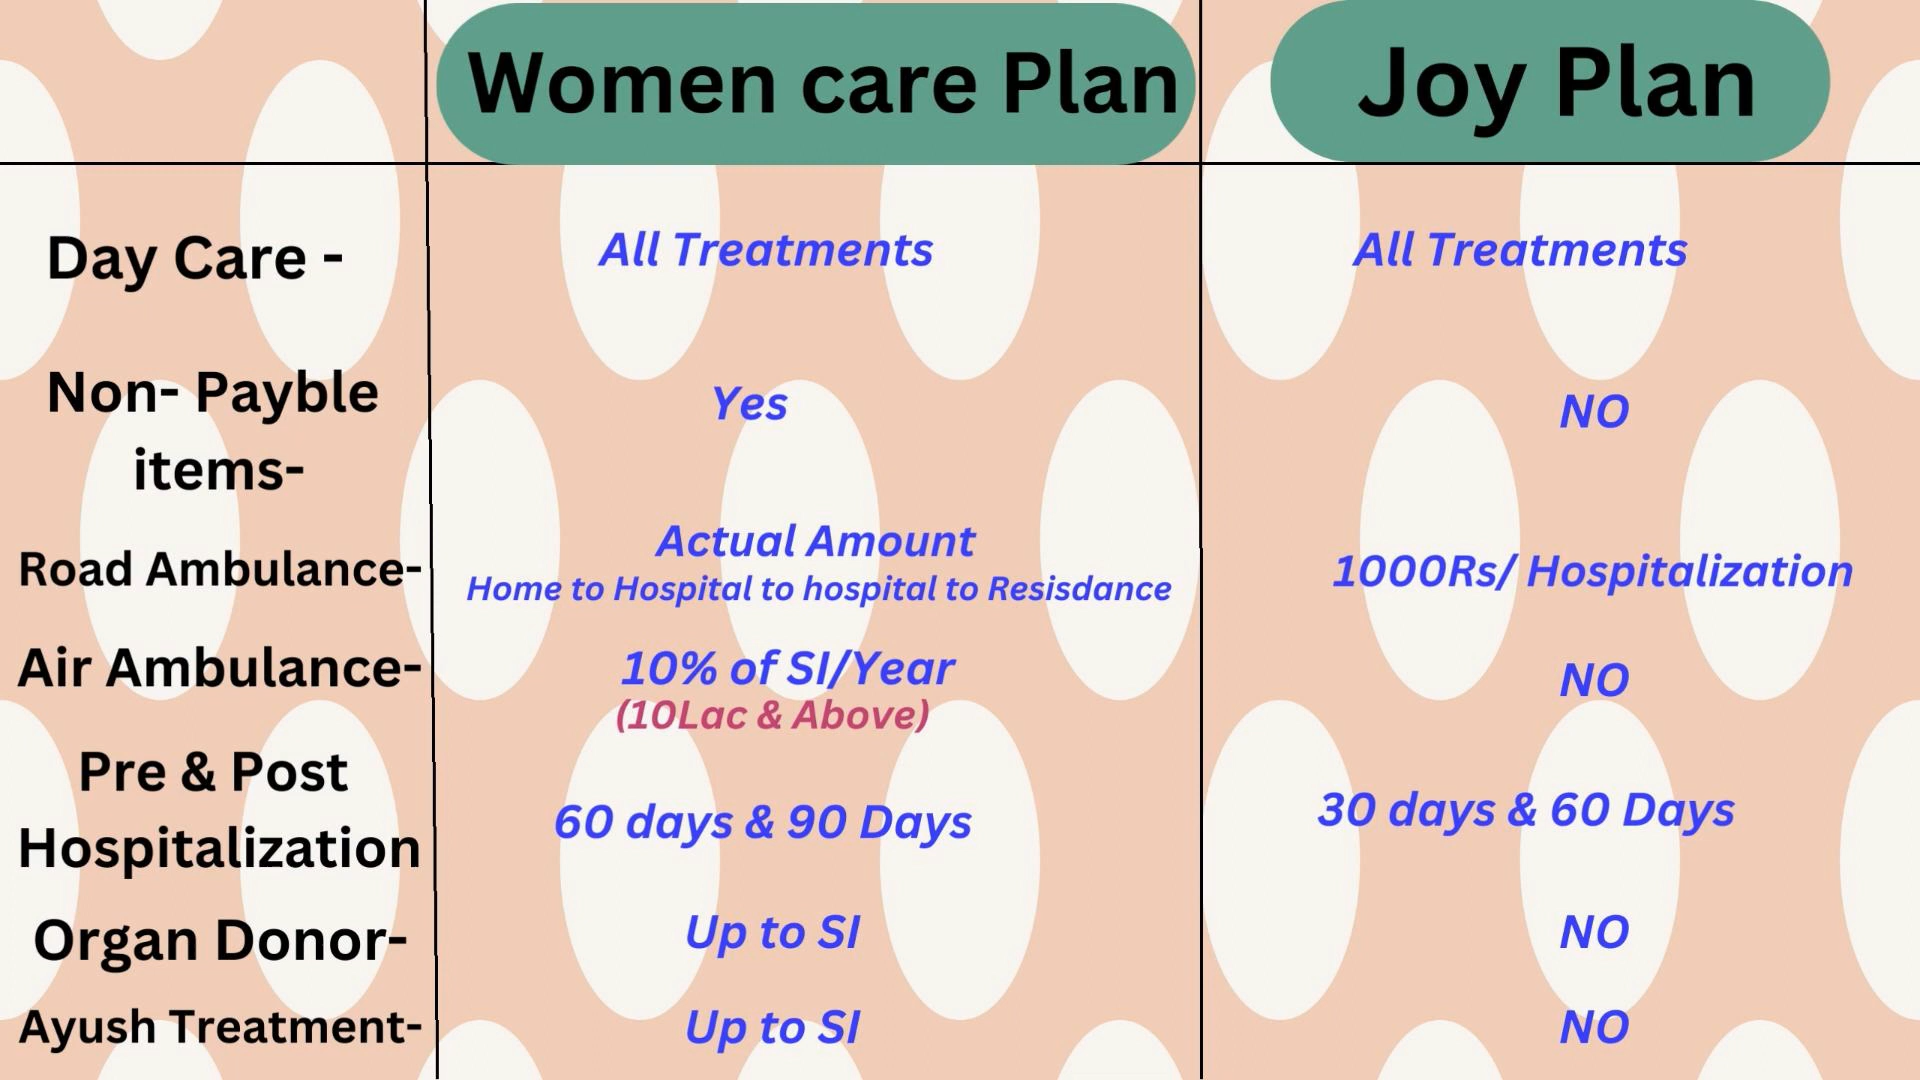 Women care Plan
Joy Plan
Day Care -
All Treatments
All Treatments
Non- Payble
items-
Yes
NO
Road Ambulance-
Actual Amount
Home to Hospital to hospital to Resisdance
1000Rs/ Hospitalization
Air Ambulance-
10% of SI/Year
(10Lac & Above)
NO
Pre & Post
Hospitalization
60 days & 90 Days
30 days & 60 Days
Organ Donor-
Up to SI
NO
Ayush Treatment-
Up to SI
NO